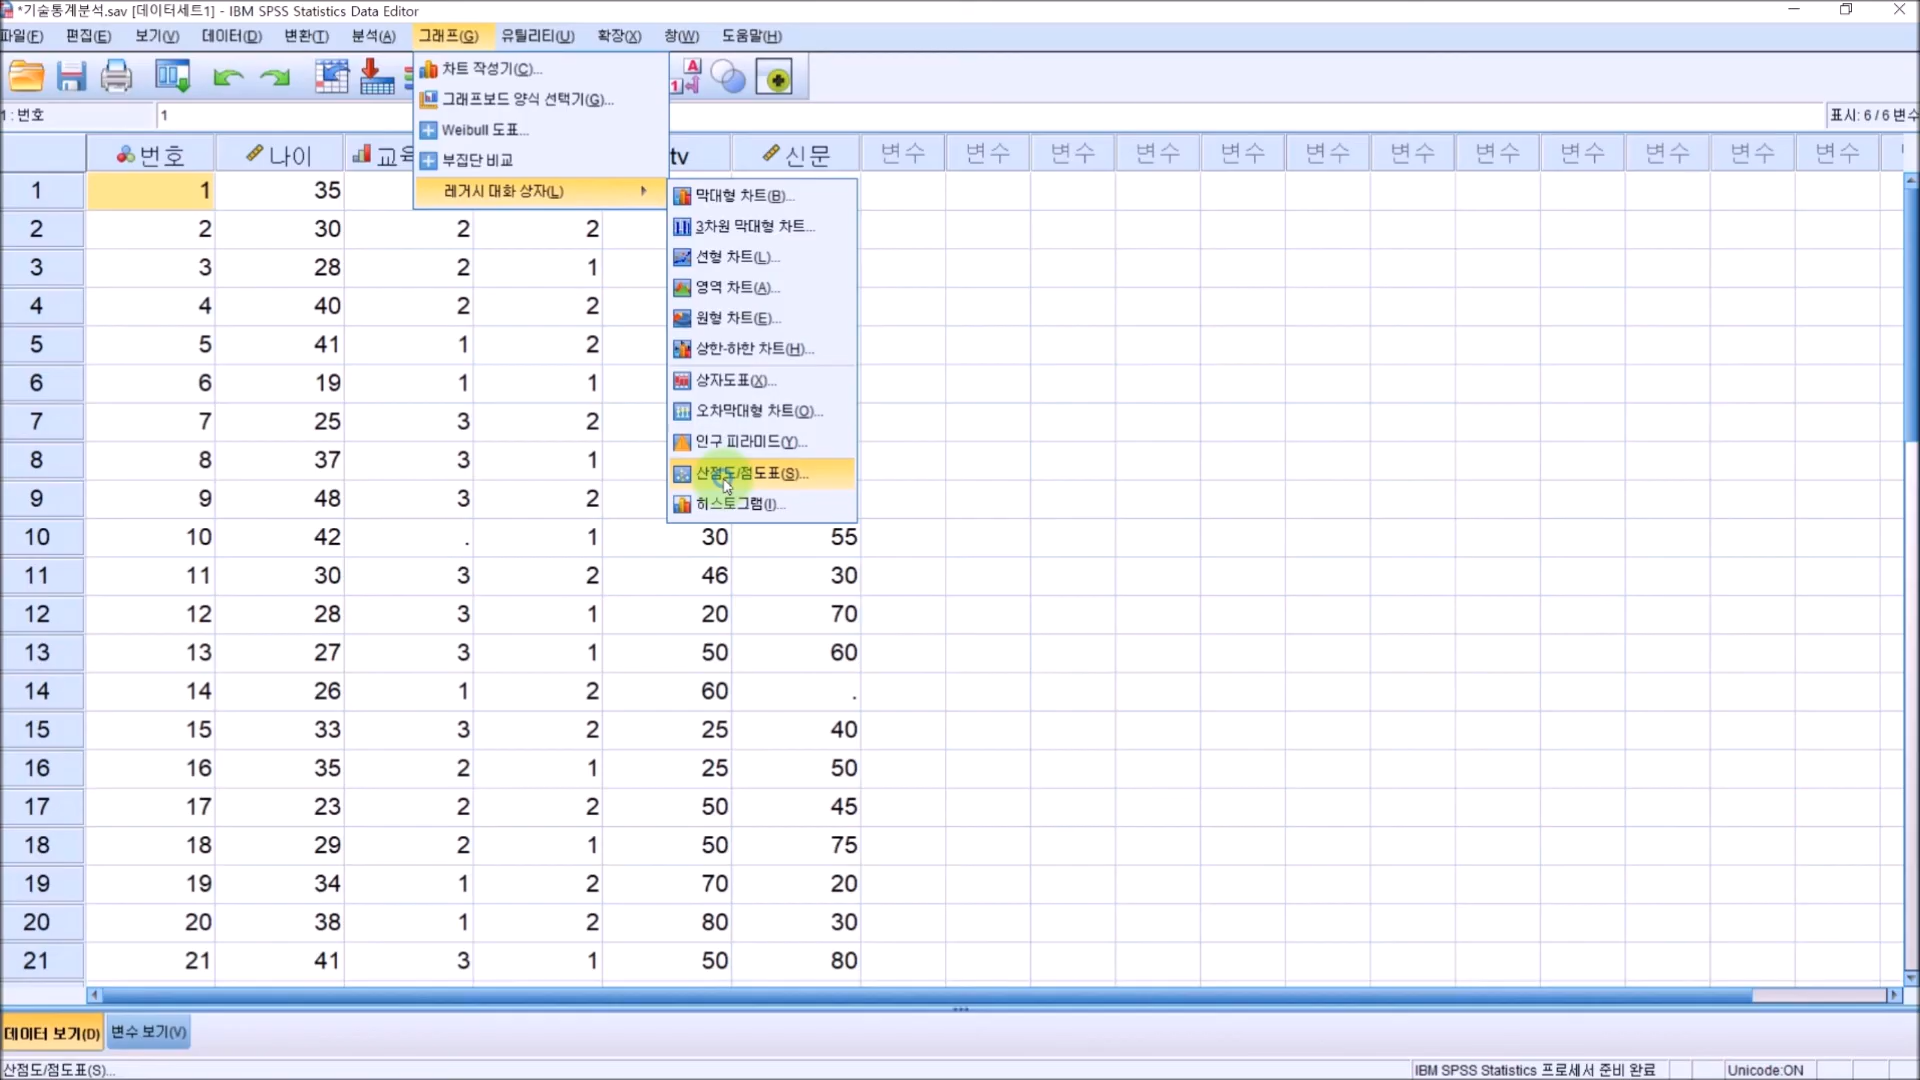 *기술통계분석.sav [데이터세트1] - IBM SPSS Statistics Data Editor
파일(F) 편집(E) 보기(V) 데이터(D) 변환(T) 분석(A) 그래프(G) 유틸리티(U) 확장(X) 창(W) 도움말(H)
차트 작성기(C)...
그래프보드 양식 선택기(G)...
Weibull 도표...
부집단 비교
레거시 대화 상자(L)
1 : 번호 1 표시: 6 / 6 변수
번호 나이 교육 tv 신문 변수 변수 변수 변수 변수 변수 변수 변수 변수 변수 변수 변수
막대형 차트(B)...
3차원 막대형 차트...
선형 차트(L)...
영역 차트(A)...
원형 차트(E)...
상한-하한 차트(H)...
상자도표(X)...
오차막대형 차트(O)...
인구 피라미드(Y)...
산점도/점도표(S)...
히스토그램(I)...
1 1 35
2 2 30 2 2
3 3 28 2 1
4 4 40 2 2
5 5 41 1 2
6 6 19 1 1
7 7 25 3 2
8 8 37 3 1
9 9 48 3 2
10 10 42 . 1 30 55
11 11 30 3 2 46 30
12 12 28 3 1 20 70
13 13 27 3 1 50 60
14 14 26 1 2 60 .
15 15 33 3 2 25 40
16 16 35 2 1 25 50
17 17 23 2 2 50 45
18 18 29 2 1 50 75
19 19 34 1 2 70 20
20 20 38 1 2 80 30
21 21 41 3 1 50 80
데이터 보기(D) 변수 보기(V)
산점도/점도표(S)... IBM SPSS Statistics 프로세서 준비 완료 Unicode:ON